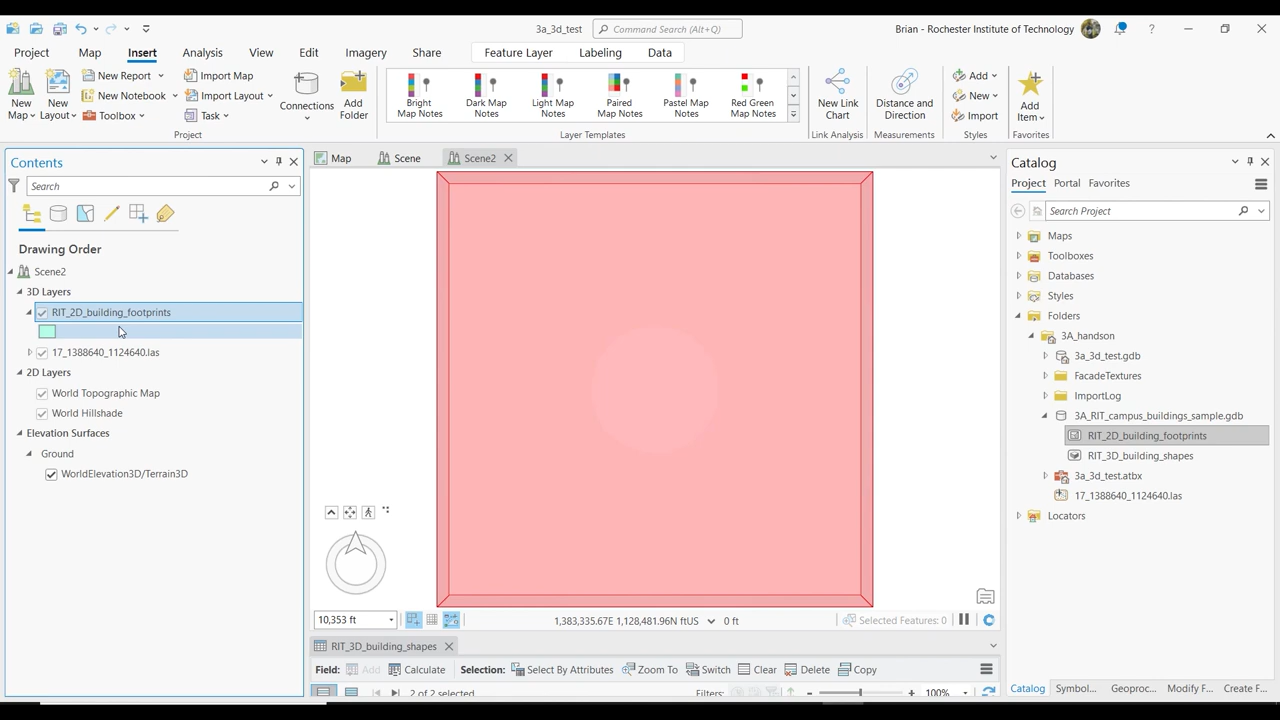 3a_3d_test
Command Search (Alt+Q)
Brian - Rochester Institute of Technology
?
Project
Map
Insert
Analysis
View
Edit
Imagery
Share
Feature Layer
Labeling
Data
New Map
New Layout
New Report
New Notebook
Toolbox
Import Map
Import Layout
Task
Connections
Add Folder
Project
Bright Map Notes
Dark Map Notes
Light Map Notes
Paired Map Notes
Pastel Map Notes
Red Green Map Notes
Layer Templates
New Link Chart
Link Analysis
Distance and Direction
Measurements
Add
New
Import
Styles
Add Item
Favorites
Contents
Search
Drawing Order
Scene2
3D Layers
RIT_2D_building_footprints
17_1388640_1124640.las
2D Layers
World Topographic Map
World Hillshade
Elevation Surfaces
Ground
WorldElevation3D/Terrain3D
Map
Scene
Scene2
10,353 ft
1,383,335.67E 1,128,481.96N ftUS
0 ft
Selected Features: 0
RIT_3D_building_shapes
Field:
Add
Calculate
Selection:
Select By Attributes
Zoom To
Switch
Clear
Delete
Copy
2 of 2 selected
Filters:
100%
Catalog
Project
Portal
Favorites
Search Project
Maps
Toolboxes
Databases
Styles
Folders
3A_handson
3a_3d_test.gdb
FacadeTextures
ImportLog
3A_RIT_campus_buildings_sample.gdb
RIT_2D_building_footprints
RIT_3D_building_shapes
3a_3d_test.atbx
17_1388640_1124640.las
Locators
Catalog
Symbol...
Geoproc...
Modify F...
Create F...